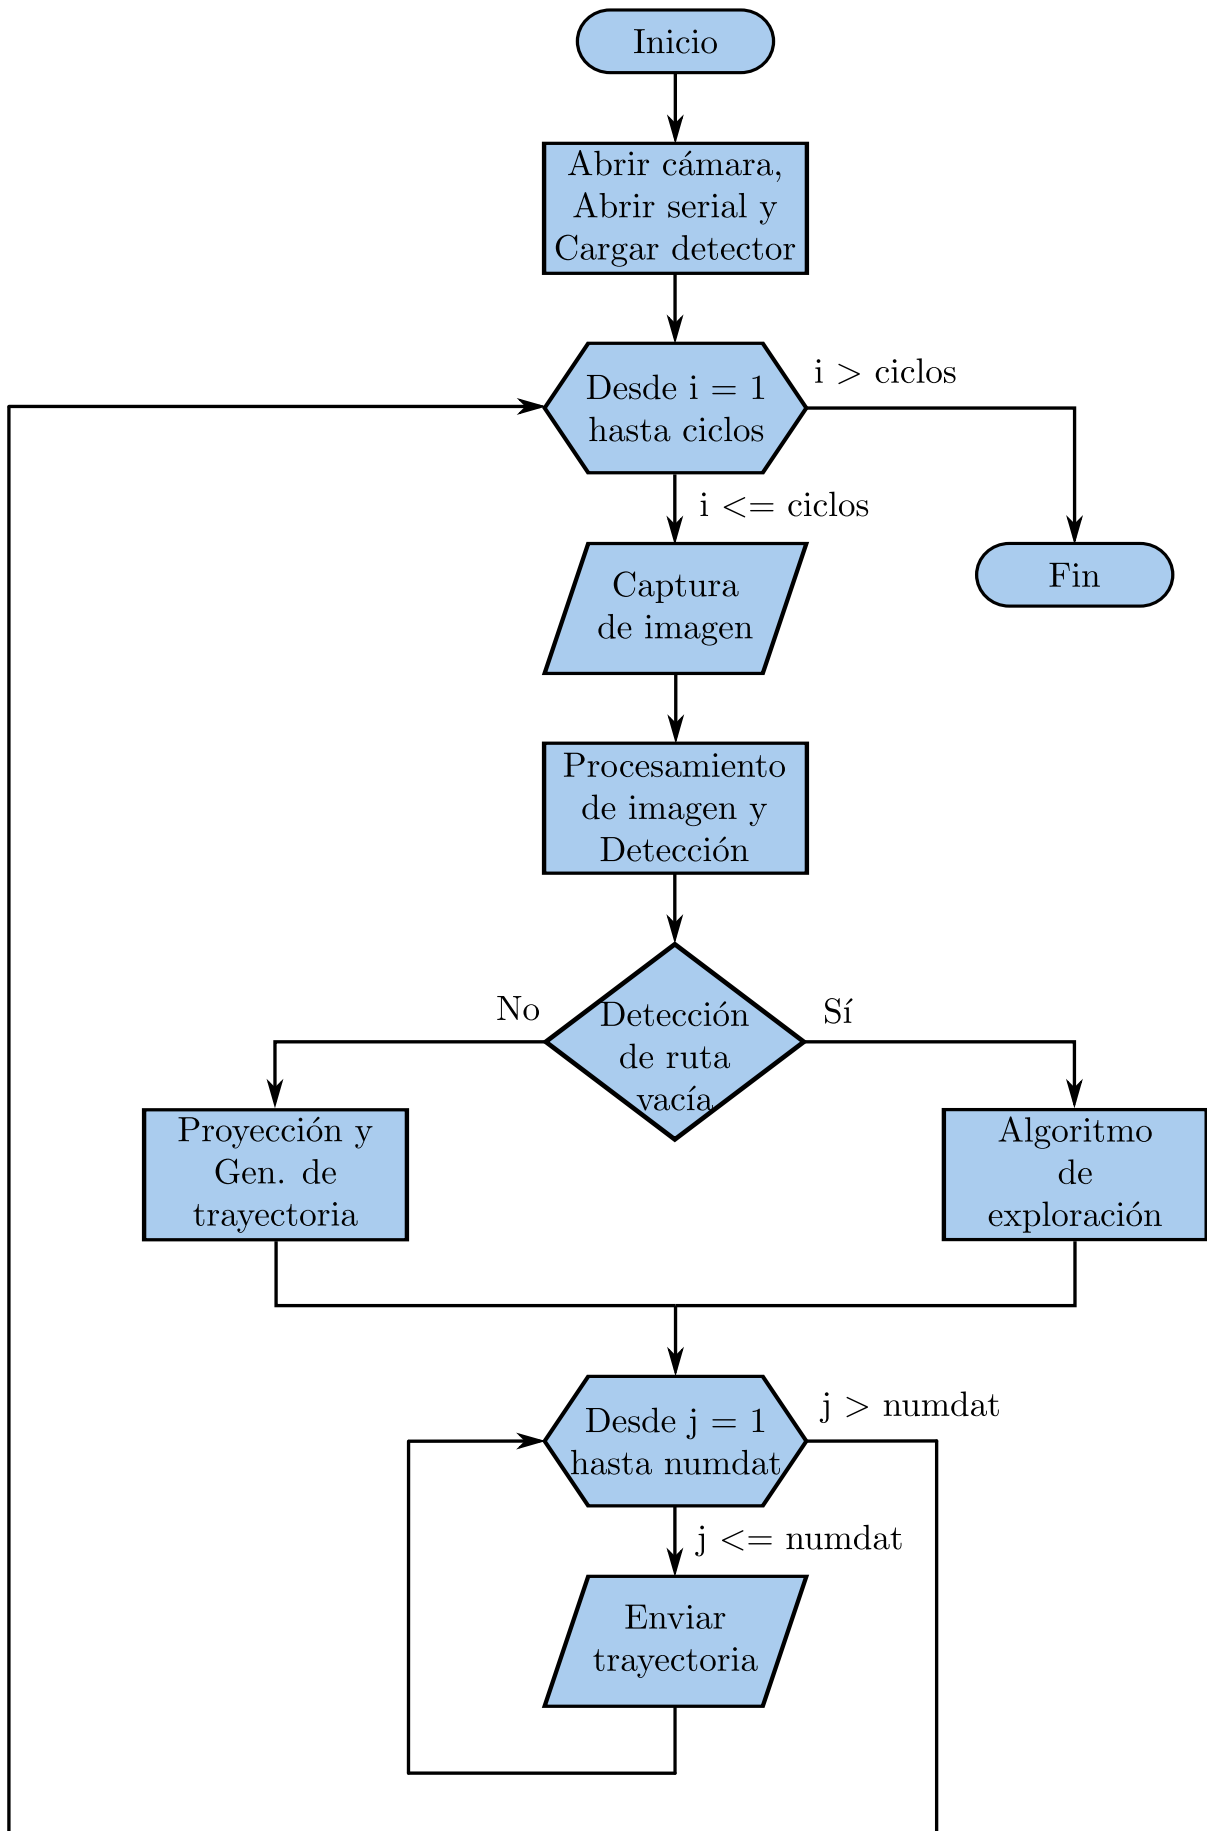 Inicio
Abrir cámara,
Abrir serial y
Cargar detector
Desde i = 1
hasta ciclos
i > ciclos
i <= ciclos
Captura
de imagen
Fin
Procesamiento
de imagen y
Detección
No
Detección
de ruta
vacía
Sí
Proyección y
Gen. de
trayectoria
Algoritmo
de
exploración
Desde j = 1
hasta numdat
j > numdat
j <= numdat
Enviar
trayectoria